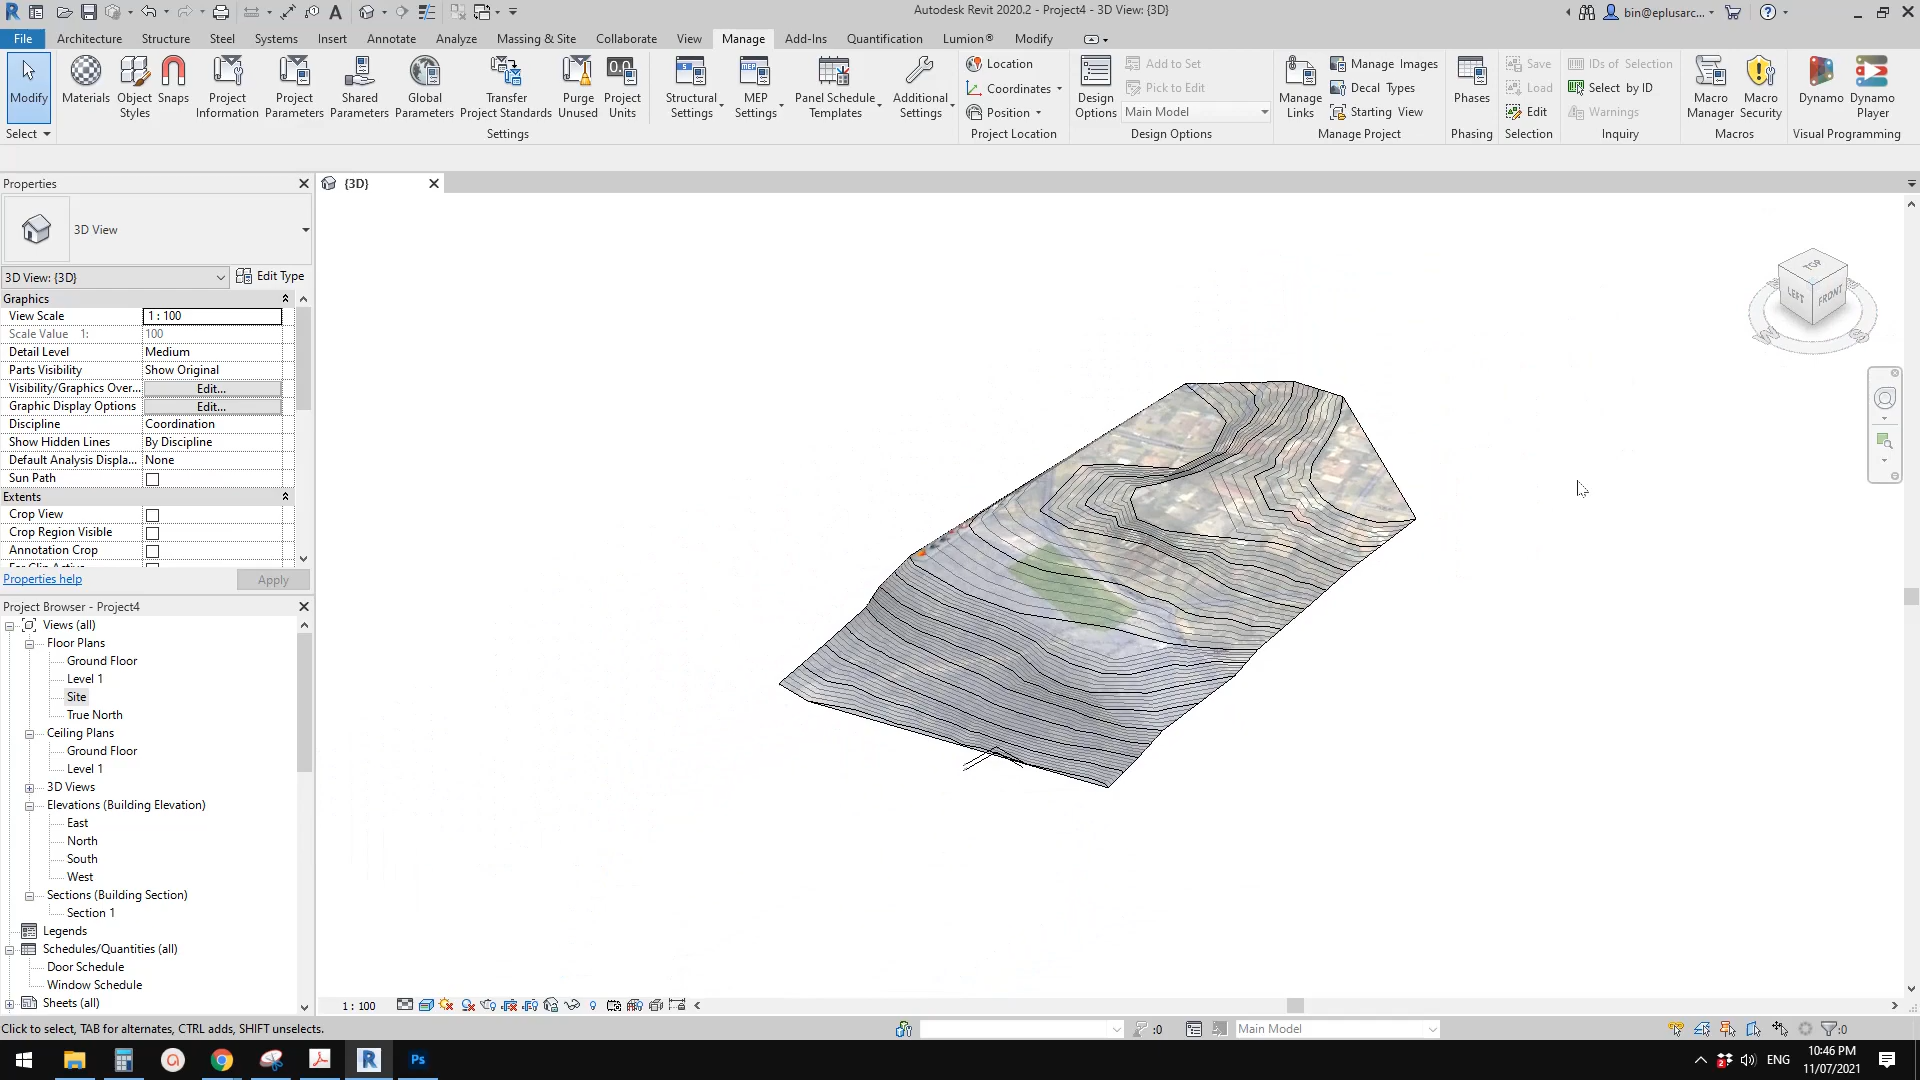 Autodesk Revit 2020.2 - Project4 - 3D View: {3D}
bin@eplusarc...
File Architecture Structure Steel Systems Insert Annotate Analyze Massing & Site Collaborate View Manage Add-Ins Quantification Lumion® Modify
Modify
Materials
Object Styles
Snaps
Project Information
Project Parameters
Shared Parameters
Global Parameters
Transfer Project Standards
Purge Unused
Project Units
Structural Settings
MEP Settings
Panel Schedule Templates
Additional Settings
Location
Coordinates
Position
Design Options
Add to Set
Pick to Edit
Main Model
Manage Links
Manage Images
Decal Types
Starting View
Phases
Save
Load
Edit
IDs of Selection
Select by ID
Warnings
Macro Manager
Macro Security
Dynamo
Dynamo Player
Select Settings Project Location Design Options Manage Project Phasing Selection Inquiry Macros Visual Programming
Properties
{3D}
3D View
3D View: {3D} Edit Type
Graphics
View Scale 1 : 100
Scale Value 1: 100
Detail Level Medium
Parts Visibility Show Original
Visibility/Graphics Over... Edit...
Graphic Display Options Edit...
Discipline Coordination
Show Hidden Lines By Discipline
Default Analysis Displa... None
Sun Path
Extents
Crop View
Crop Region Visible
Annotation Crop
Properties help Apply
Project Browser - Project4
Views (all)
Floor Plans
Ground Floor
Level 1
Site
True North
Ceiling Plans
Ground Floor
Level 1
3D Views
Elevations (Building Elevation)
East
North
South
West
Sections (Building Section)
Section 1
Legends
Schedules/Quantities (all)
Door Schedule
Window Schedule
Sheets (all)
TOP
LEFT FRONT
W S
1 : 100
Click to select, TAB for alternates, CTRL adds, SHIFT unselects.
:0
Main Model
:0
ENG
10:46 PM
11/07/2021